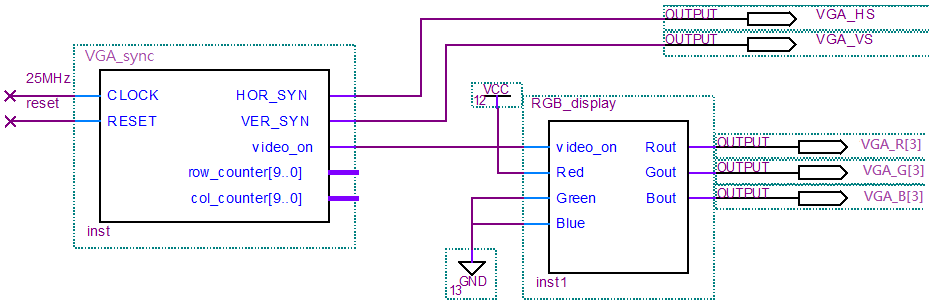 OUTPUT VGA_HS
OUTPUT VGA_VS
VGA_sync
25MHz
reset
CLOCK HOR_SYN
RESET VER_SYN
video_on
row_counter[9..0]
col_counter[9..0]
inst
VCC
12
RGB_display
video_on Rout
Red Gout
Green Bout
Blue
inst1
GND
13
OUTPUT VGA_R[3]
OUTPUT VGA_G[3]
OUTPUT VGA_B[3]